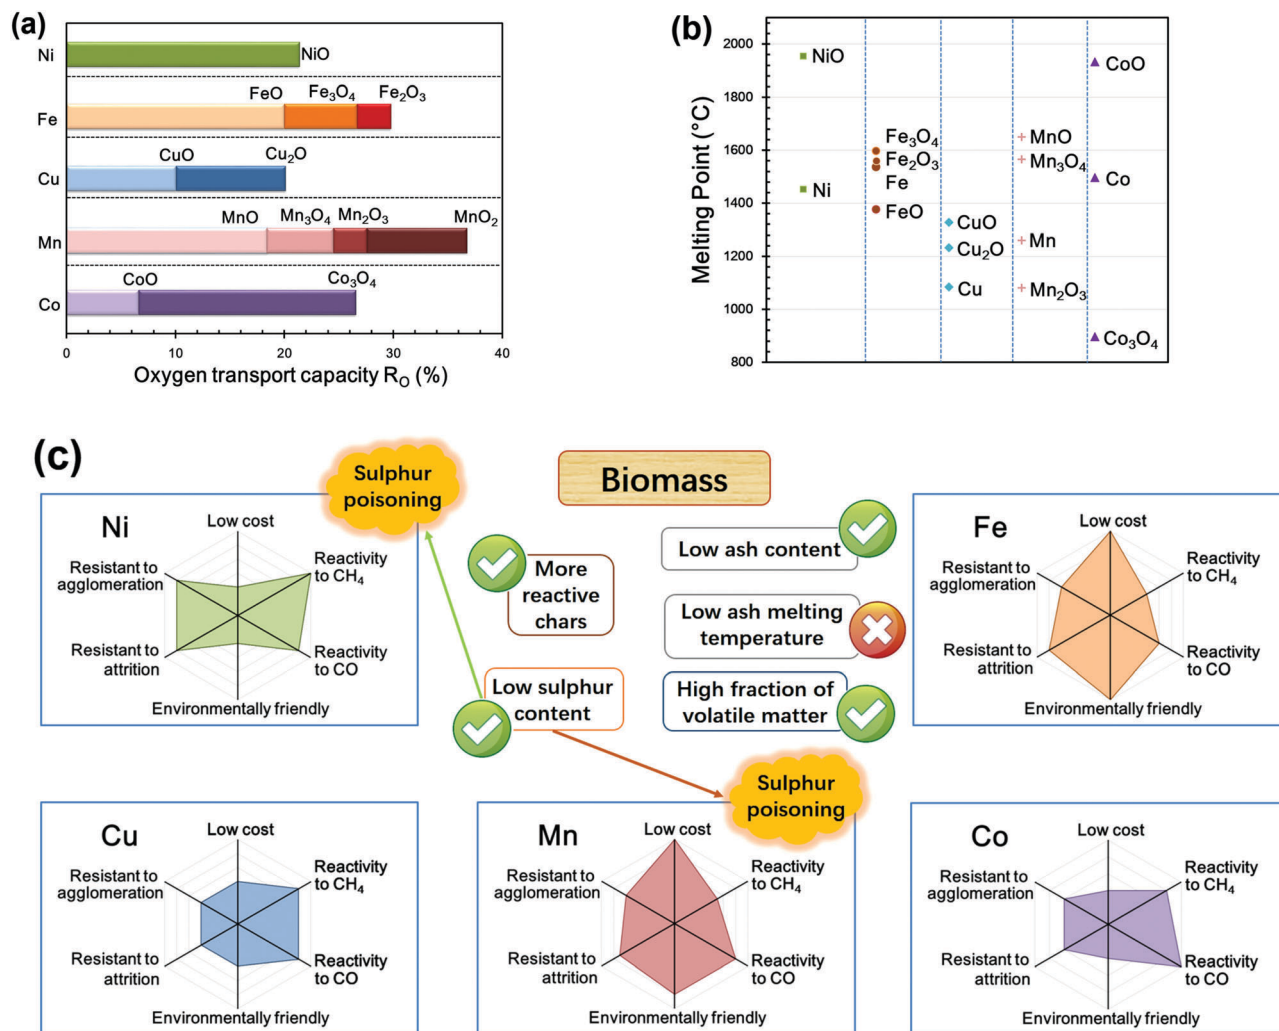 (a)
Ni
NiO
FeO
Fe₃O₄
Fe₂O₃
Fe
CuO
Cu₂O
Cu
MnO
Mn₃O₄
Mn₂O₃
MnO₂
Mn
CoO
Co₃O₄
Co
0
10
20
30
40
Oxygen transport capacity R_O (%)
(b)
Melting Point (°C)
2000
1800
1600
1400
1200
1000
800
NiO
Ni
Fe₃O₄
Fe₂O₃
Fe
FeO
CuO
Cu₂O
Cu
MnO
Mn₃O₄
Mn
Mn₂O₃
CoO
Co
Co₃O₄
(c)
Sulphur
poisoning
Biomass
Ni
Low cost
Reactivity
to CH₄
Reactivity
to CO
Environmentally friendly
Resistant to
attrition
Resistant to
agglomeration
More
reactive
chars
Low sulphur
content
Low ash content
Low ash melting
temperature
High fraction of
volatile matter
Fe
Low cost
Reactivity
to CH₄
Reactivity
to CO
Environmentally friendly
Resistant to
attrition
Resistant to
agglomeration
Cu
Low cost
Reactivity
to CH₄
Reactivity
to CO
Environmentally friendly
Resistant to
attrition
Resistant to
agglomeration
Sulphur
poisoning
Mn
Low cost
Reactivity
to CH₄
Reactivity
to CO
Environmentally friendly
Resistant to
attrition
Resistant to
agglomeration
Co
Low cost
Reactivity
to CH₄
Reactivity
to CO
Environmentally friendly
Resistant to
attrition
Resistant to
agglomeration